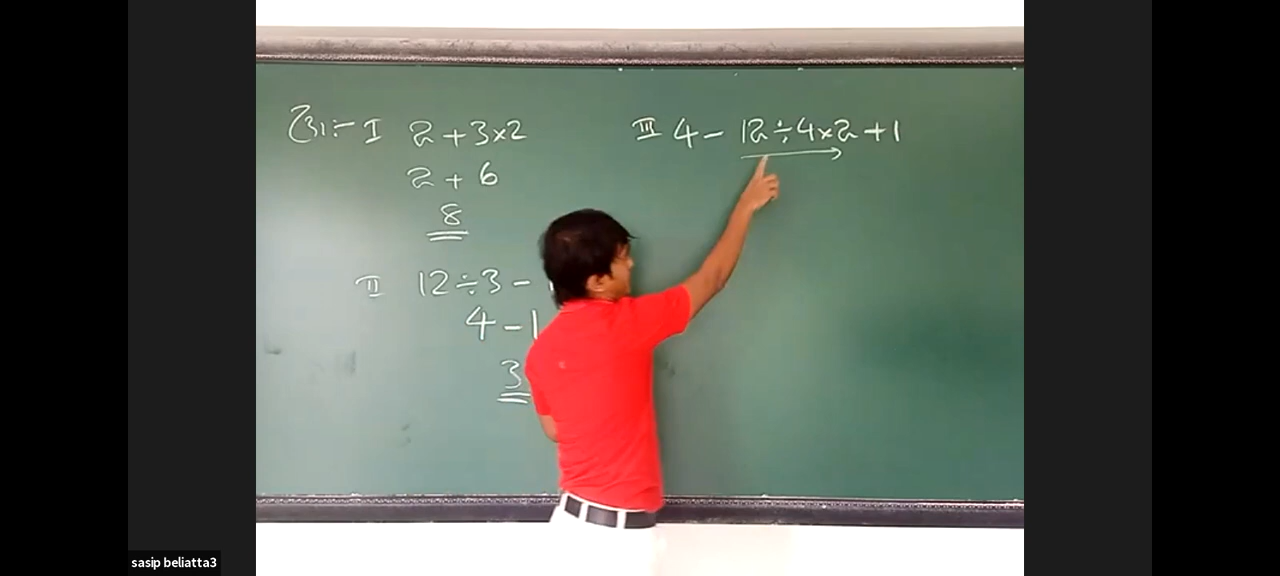 I 2 + 3×2
2 + 6
8
II 12÷3 -
4 - 1
3
III 4 - 12÷4×2 + 1
sasip beliatta3